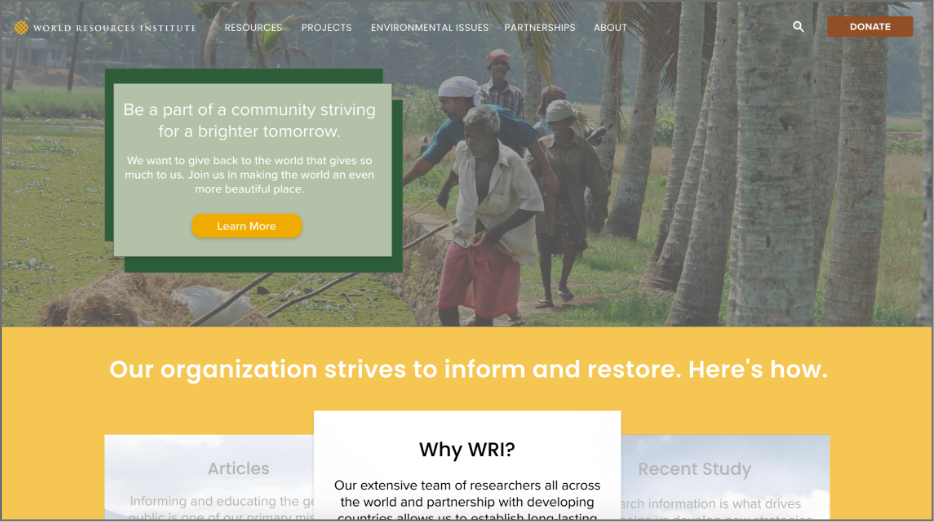 WORLD RESOURCES INSTITUTE
RESOURCES PROJECTS ENVIRONMENTAL ISSUES PARTNERSHIPS ABOUT
DONATE
Be a part of a community striving
for a brighter tomorrow.
We want to give back to the world that gives so
much to us. Join us in making the world an even
more beautiful place.
Learn More
Our organization strives to inform and restore. Here's how.
Articles
Informing and educating the ge
public is one of our primary mis
Why WRI?
Our extensive team of researchers all across
the world and partnership with developing
countries allows us to establish long-lasting
Recent Study
arch information is what drives